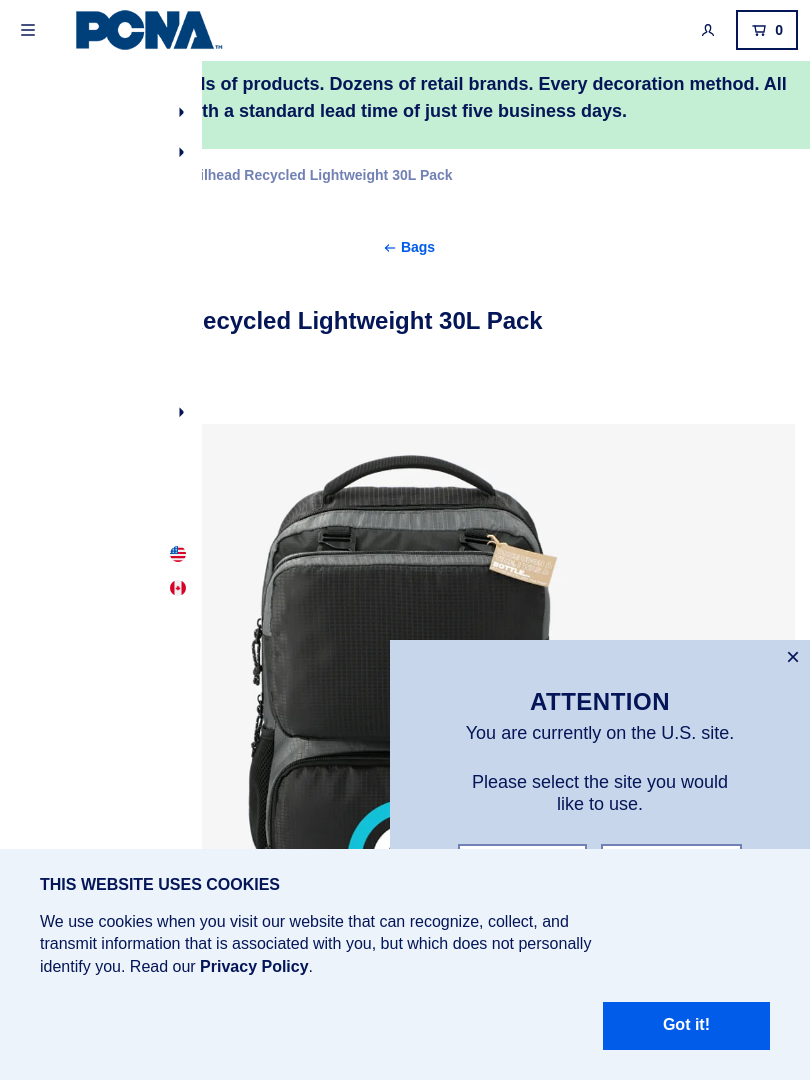 PCNA™
0
ls of products. Dozens of retail brands. Every decoration method. All
th a standard lead time of just five business days.
ilhead Recycled Lightweight 30L Pack
← Bags
ecycled Lightweight 30L Pack
BOTTLE
×
ATTENTION
You are currently on the U.S. site.
Please select the site you would
like to use.
THIS WEBSITE USES COOKIES
We use cookies when you visit our website that can recognize, collect, and
transmit information that is associated with you, but which does not personally
identify you. Read our Privacy Policy.
Got it!